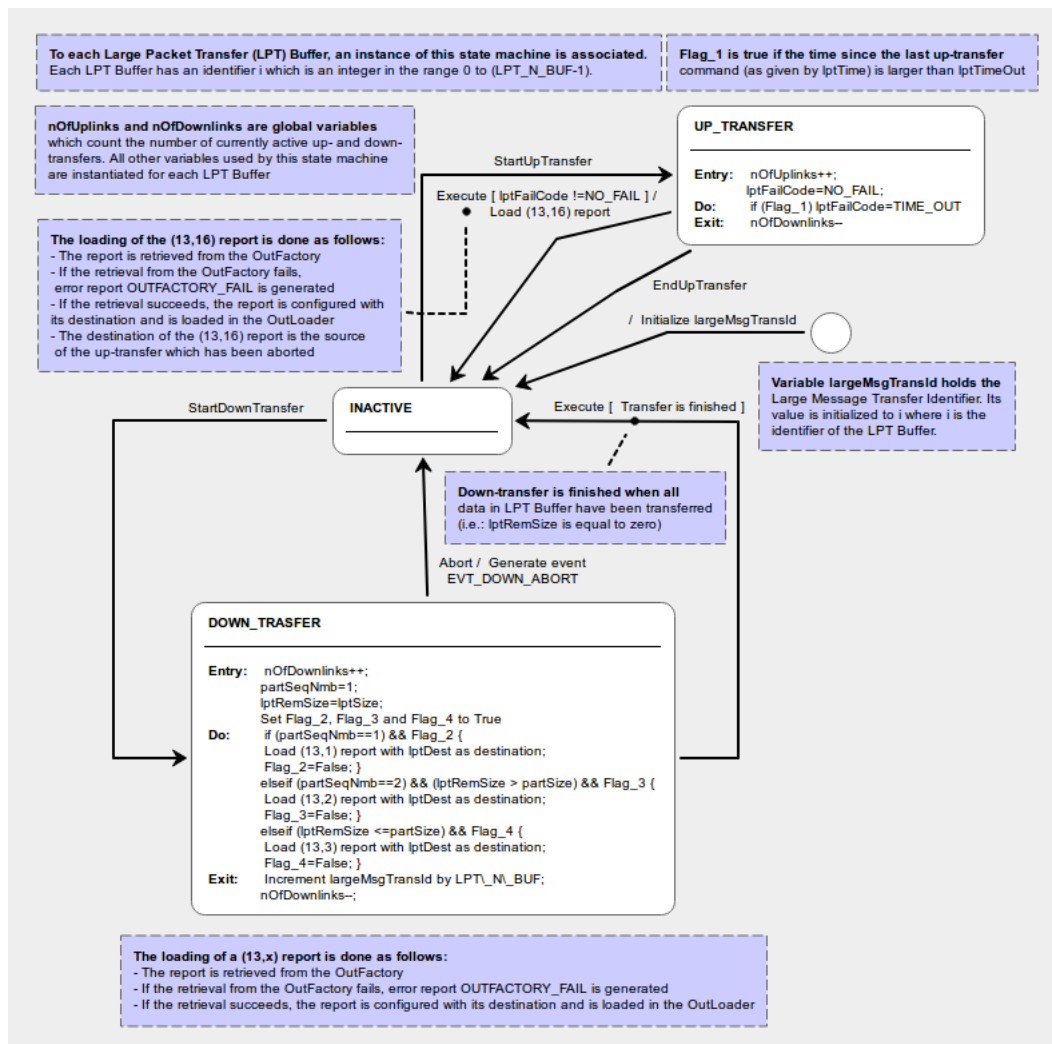 To each Large Packet Transfer (LPT) Buffer, an instance of this state machine is associated.
Each LPT Buffer has an identifier i which is an integer in the range 0 to (LPT_N_BUF-1).
Flag_1 is true if the time since the last up-transfer
command (as given by lptTime) is larger than lptTimeOut
nOfUplinks and nOfDownlinks are global variables
which count the number of currently active up- and down-
transfers. All other variables used by this state machine
are instantiated for each LPT Buffer
UP_TRANSFER
Entry: nOfUplinks++;
lptFailCode=NO_FAIL;
Do: if (Flag_1) lptFailCode=TIME_OUT
Exit: nOfDownlinks--
StartUpTransfer
Execute [ lptFailCode !=NO_FAIL ] /
Load (13,16) report
The loading of the (13,16) report is done as follows:
- The report is retrieved from the OutFactory
- If the retrieval from the OutFactory fails,
error report OUTFACTORY_FAIL is generated
- If the retrieval succeeds, the report is configured with
its destination and is loaded in the OutLoader
- The destination of the (13,16) report is the source
of the up-transfer which has been aborted
EndUpTransfer
/ Initialize largeMsgTransId
Variable largeMsgTransId holds the
Large Message Transfer Identifier. Its
value is initialized to i where i is the
identifier of the LPT Buffer.
StartDownTransfer
INACTIVE
Execute [ Transfer is finished ]
Down-transfer is finished when all
data in LPT Buffer have been transferred
(i.e.: lptRemSize is equal to zero)
Abort / Generate event
EVT_DOWN_ABORT
DOWN_TRASFER
Entry: nOfDownlinks++;
partSeqNmb=1;
lptRemSize=lptSize;
Set Flag_2, Flag_3 and Flag_4 to True
Do: if (partSeqNmb==1) && Flag_2 {
Load (13,1) report with lptDest as destination;
Flag_2=False; }
elseif (partSeqNmb==2) && (lptRemSize > partSize) && Flag_3 {
Load (13,2) report with lptDest as destination;
Flag_3=False; }
elseif (lptRemSize <=partSize) && Flag_4 {
Load (13,3) report with lptDest as destination;
Flag_4=False; }
Exit: Increment largeMsgTransId by LPT\_N\_BUF;
nOfDownlinks--;
The loading of a (13,x) report is done as follows:
- The report is retrieved from the OutFactory
- If the retrieval from the OutFactory fails, error report OUTFACTORY_FAIL is generated
- If the retrieval succeeds, the report is configured with its destination and is loaded in the OutLoader